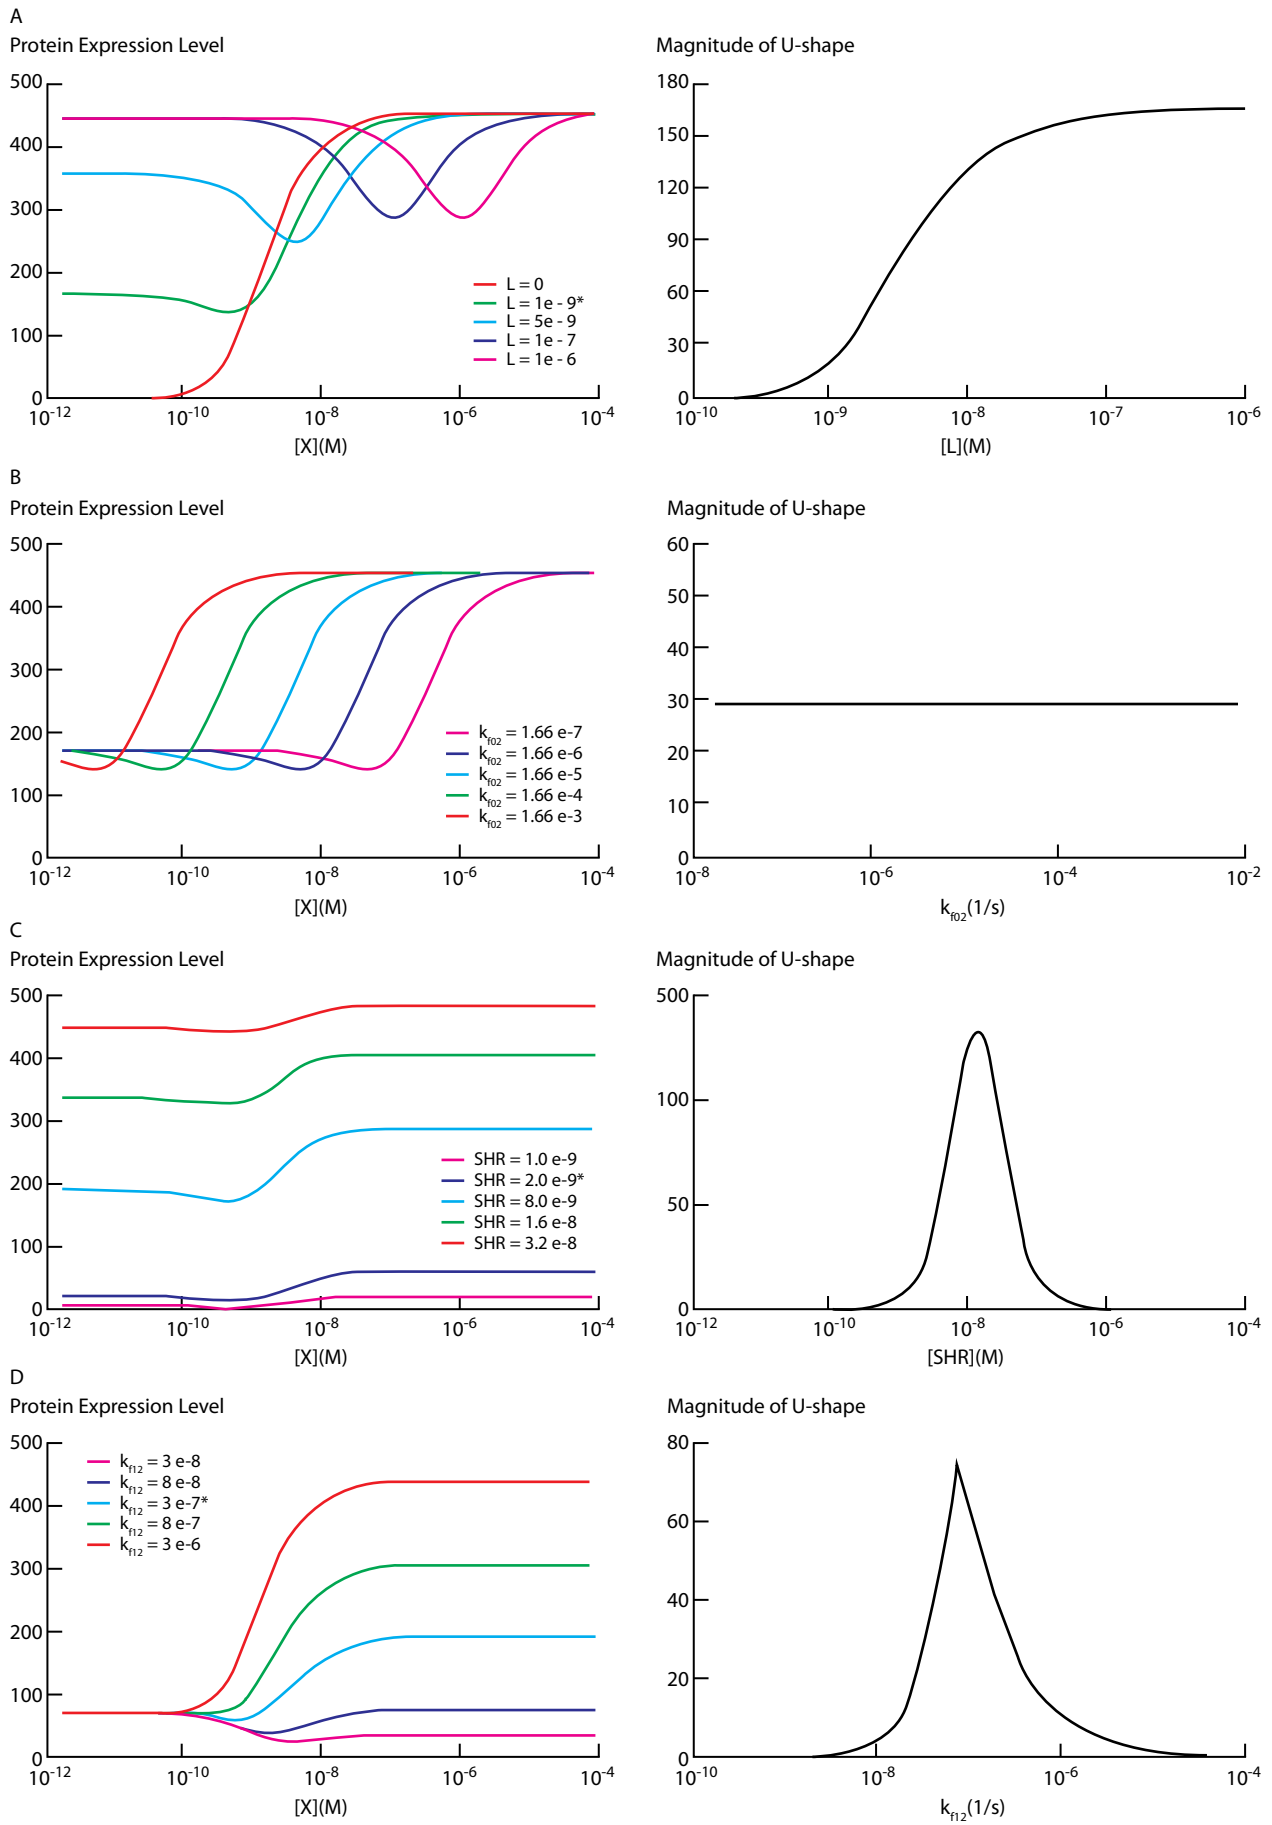 A
Protein Expression Level
Magnitude of U-shape
500
400
300
200
100
0
10-12
10-10
10-8
10-6
10-4
[X](M)
L = 0
L = 1e - 9*
L = 5e - 9
L = 1e - 7
L = 1e - 6
180
150
120
90
60
30
0
10-10
10-9
10-8
10-7
10-6
[L](M)
B
Protein Expression Level
Magnitude of U-shape
500
400
300
200
100
0
10-12
10-10
10-8
10-6
10-4
[X](M)
kf02 = 1.66 e-7
kf02 = 1.66 e-6
kf02 = 1.66 e-5
kf02 = 1.66 e-4
kf02 = 1.66 e-3
60
50
40
30
20
10
0
10-8
10-6
10-4
10-2
kf02(1/s)
C
Protein Expression Level
Magnitude of U-shape
500
400
300
200
100
0
10-12
10-10
10-8
10-6
10-4
[X](M)
SHR = 1.0 e-9
SHR = 2.0 e-9*
SHR = 8.0 e-9
SHR = 1.6 e-8
SHR = 3.2 e-8
500
100
50
0
10-12
10-10
10-8
10-6
10-4
[SHR](M)
D
Protein Expression Level
Magnitude of U-shape
500
400
300
200
100
0
10-12
10-10
10-8
10-6
10-4
[X](M)
kf12 = 3 e-8
kf12 = 8 e-8
kf12 = 3 e-7*
kf12 = 8 e-7
kf12 = 3 e-6
80
60
40
20
0
10-10
10-8
10-6
10-4
kf12(1/s)